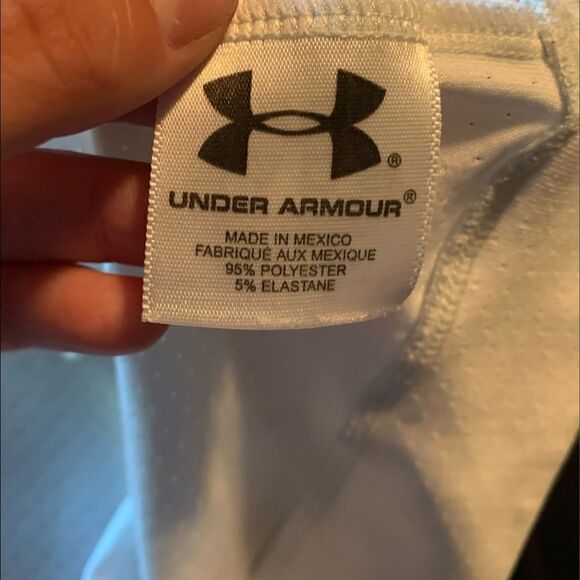 ®
UNDER ARMOUR®
MADE IN MEXICO
FABRIQUÉ AUX MEXIQUE
95% POLYESTER
5% ELASTANE